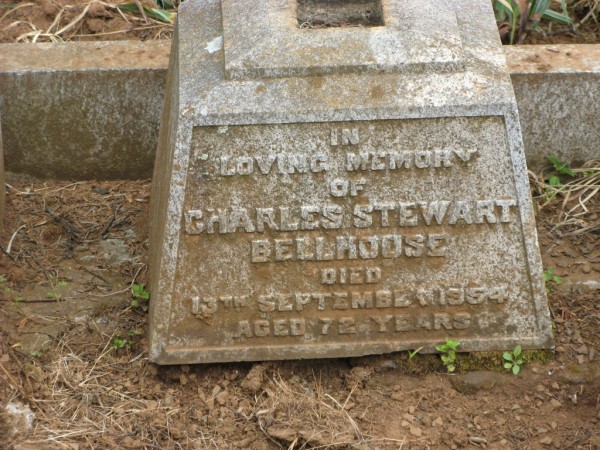 IN
LOVING MEMORY
OF
CHARLES STEWART
BELLHOUSE
DIED
13TH SEPTEMBER 1954
AGED 72 YEARS